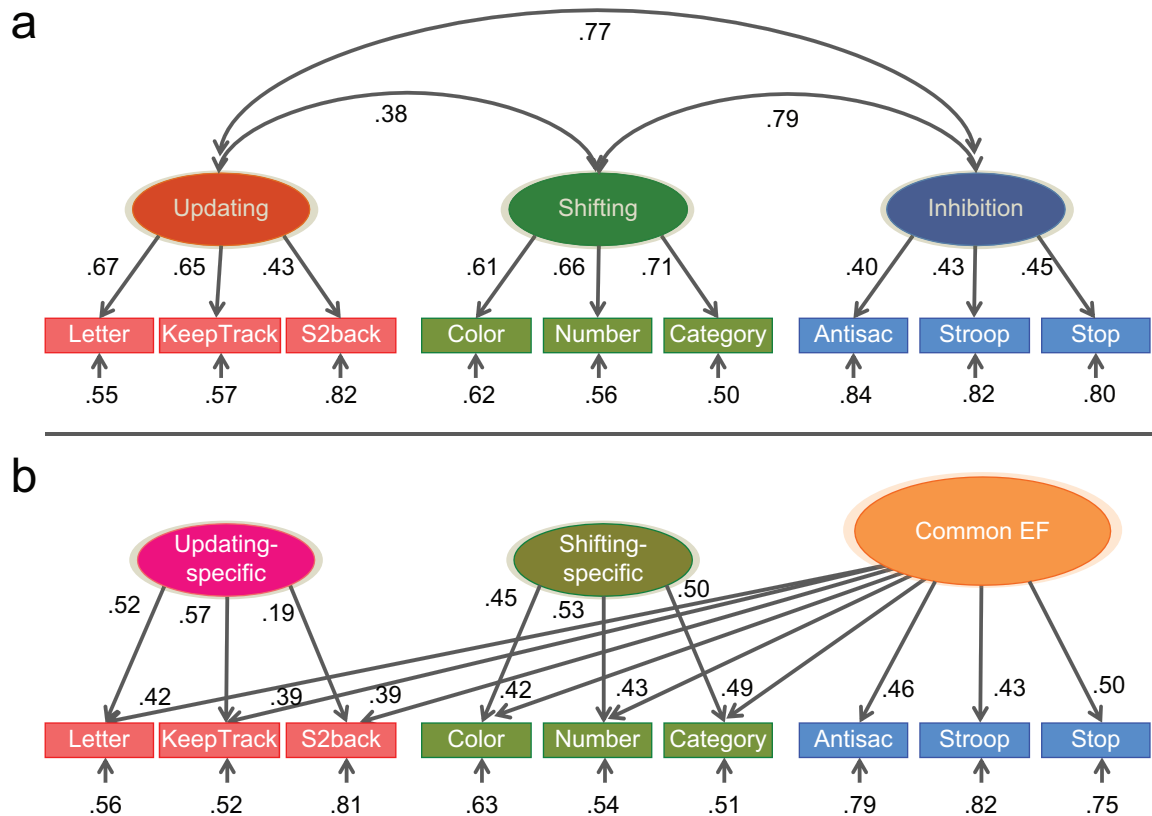 a
.77
.38
.79
Updating
Shifting
Inhibition
.67
.65
.43
.61
.66
.71
.40
.43
.45
Letter
KeepTrack
S2back
Color
Number
Category
Antisac
Stroop
Stop
.55
.57
.82
.62
.56
.50
.84
.82
.80
b
Updating-
specific
Shifting-
specific
Common EF
.52
.57
.19
.45
.53
.50
.42
.39
.39
.42
.43
.49
.46
.43
.50
Letter
KeepTrack
S2back
Color
Number
Category
Antisac
Stroop
Stop
.56
.52
.81
.63
.54
.51
.79
.82
.75